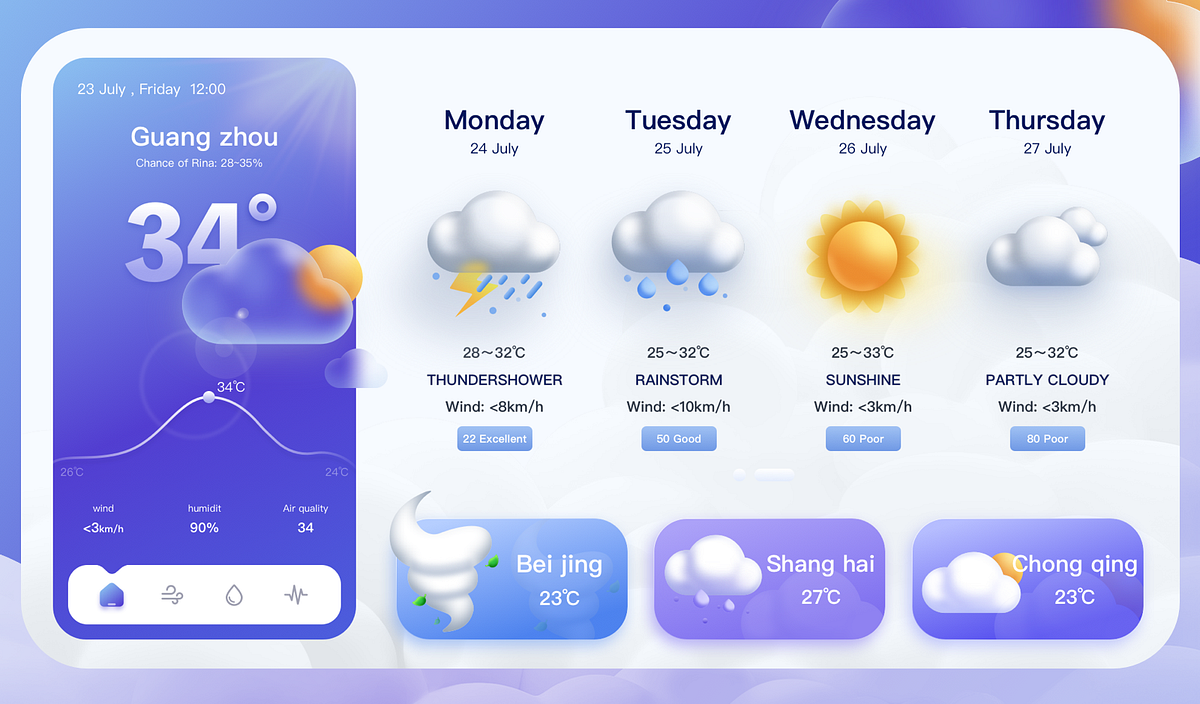 23 July , Friday 12:00
Guang zhou
Chance of Rina: 28~35%
34°
34℃
26℃
24℃
wind
humidit
Air quality
<3km/h
90%
34
Monday
24 July
28～32℃
THUNDERSHOWER
Wind: <8km/h
22 Excellent
Tuesday
25 July
25～32℃
RAINSTORM
Wind: <10km/h
50 Good
Wednesday
26 July
25～33℃
SUNSHINE
Wind: <3km/h
60 Poor
Thursday
27 July
25～32℃
PARTLY CLOUDY
Wind: <3km/h
80 Poor
Bei jing
23℃
Shang hai
27℃
Chong qing
23℃